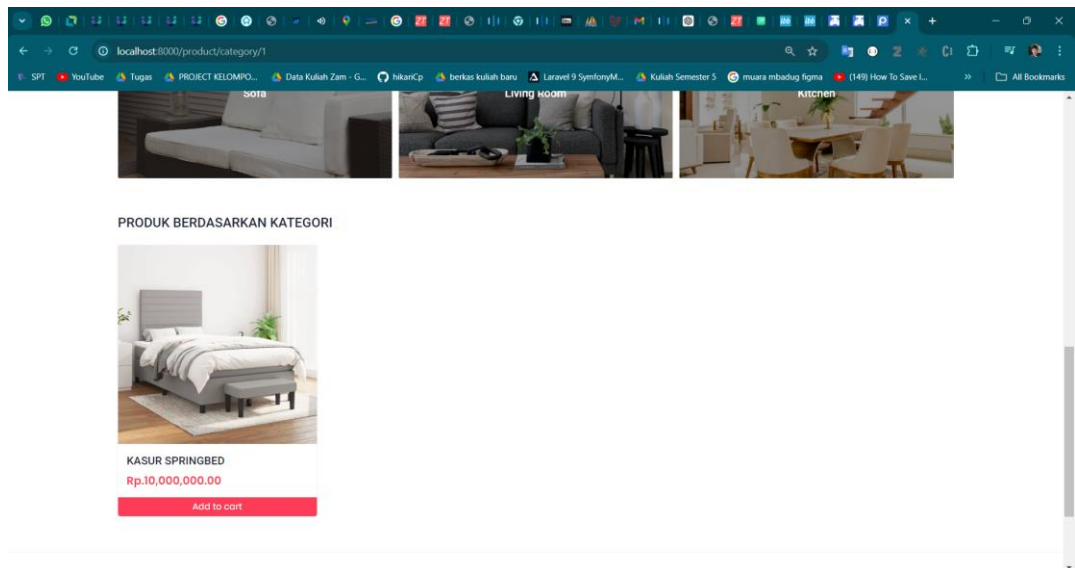 localhost:8000/product/category/1
SPT YouTube Tugas PROJECT KELOMPO... Data Kuliah Zam - G... hikariCp berkas kuliah baru Laravel 9 SymfonyM... Kuliah Semester 5 muara mbadug figma (149) How To Save I... » All Bookmarks
Sofa Living Room Kitchen
PRODUK BERDASARKAN KATEGORI
KASUR SPRINGBED
Rp.10,000,000.00
Add to cart